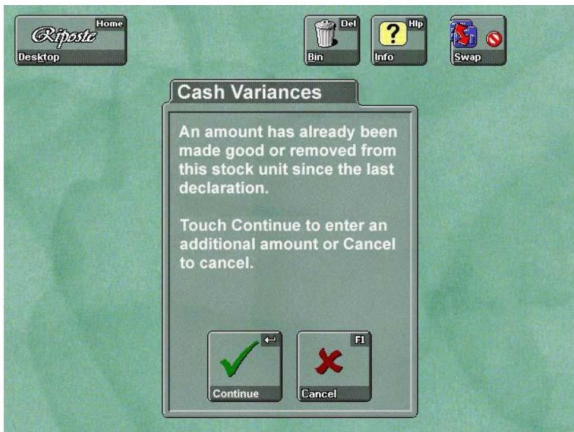 Home
Riposte
Desktop
Del
Bin
Hlp
?
Info
Swap
Cash Variances
An amount has already been
made good or removed from
this stock unit since the last
declaration.
Touch Continue to enter an
additional amount or Cancel
to cancel.
Continue
F1
Cancel